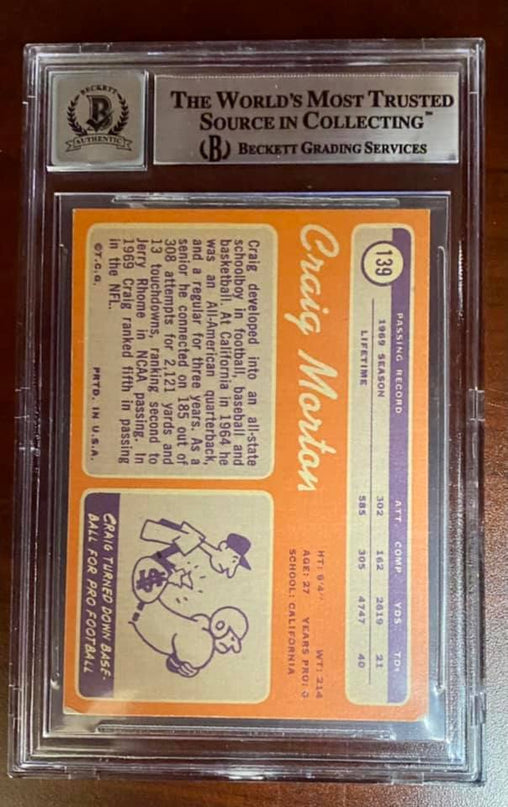 BECKETT
B
AUTHENTIC
THE WORLD'S MOST TRUSTED
SOURCE IN COLLECTING™
(B) BECKETT GRADING SERVICES
139
PASSING RECORD ATT. COMP. YDS TDs
1969 SEASON 302 162 2619 21
LIFETIME 585 305 4747 40
Craig Morton
HT: 6'4" WT: 214
AGE: 27 YEARS PRO:
SCHOOL: CALIFORNIA
Craig developed into an all-state
schoolboy in football, baseball and
basketball. At California in 1964 he
was an All-American quarterback,
and a regular for three years. As a
senior he connected on 185 out of
308 attempts for 2121 yards and
13 touchdowns, ranking second to
Jerry Rhome in NCAA passing. In
1969 Craig ranked fifth in passing
in the NFL.
©T.C.G. PRTD. IN U.S.A.
$
CRAIG TURNED DOWN BASE-
BALL FOR PRO FOOTBALL